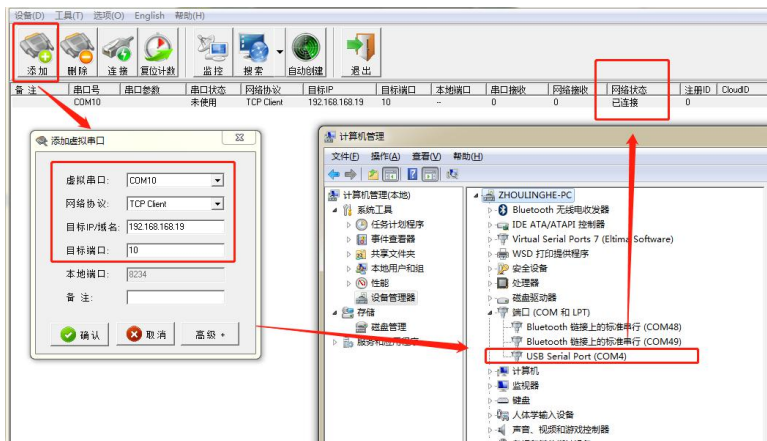 设备(D) 工具(T) 选项(O) English 帮助(H)
添加 删除 连接 复位计数 监控 搜索 自动创建 退出
备注 串口号 串口参数 串口状态 网络协议 目标IP 目标端口 本地端口 串口接收 网络接收 网络状态 注册ID CloudID
COM10 未使用 TCP Client 192.168.168.19 10 -- 0 0 已连接 0
添加虚拟串口
虚拟串口: COM10
网络协议: TCP Client
目标IP/域名: 192.168.168.19
目标端口: 10
本地端口: 8234
备 注:
确认 取消 高级 +
计算机管理
文件(F) 操作(A) 查看(V) 帮助(H)
计算机管理(本地)
系统工具
任务计划程序
事件查看器
共享文件夹
本地用户和组
性能
设备管理器
存储
磁盘管理
服务和应用程序
ZHOULINGHE-PC
Bluetooth 无线电收发器
IDE ATA/ATAPI 控制器
Virtual Serial Ports 7 (Eltima Software)
WSD 打印提供程序
安全设备
处理器
磁盘驱动器
端口 (COM 和 LPT)
Bluetooth 链接上的标准串行 (COM48)
Bluetooth 链接上的标准串行 (COM49)
USB Serial Port (COM4)
计算机
监视器
键盘
人体学输入设备
声音、视频和游戏控制器